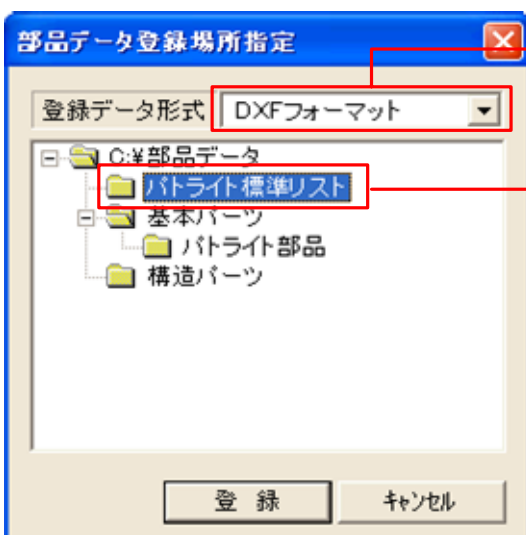 部品データ登録場所指定
登録データ形式 DXFフォーマット
C:¥部品データ
パトライト標準リスト
基本パーツ
パトライト部品
構造パーツ
登 録 キャンセル